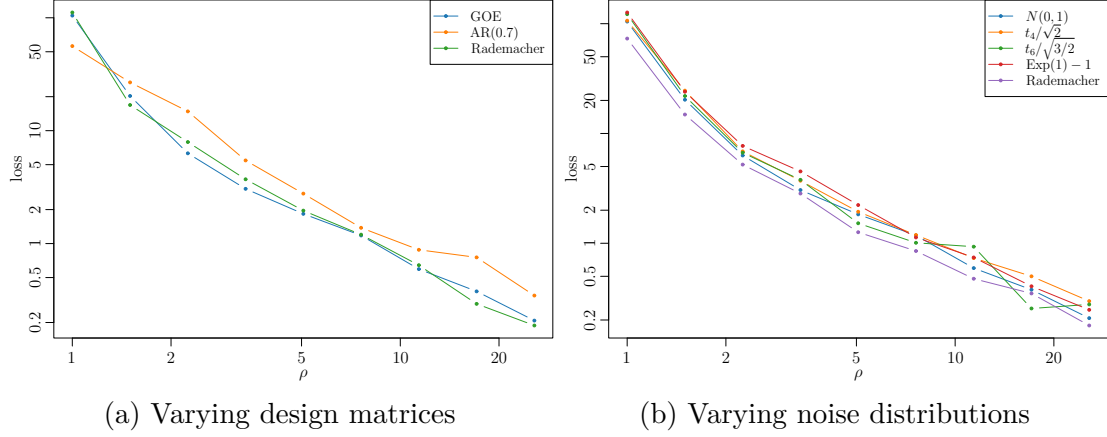 GOE
AR(0.7)
Rademacher
loss
50
10
5
2
1
0.5
0.2
1
2
5
10
20
ρ
(a) Varying design matrices
N(0, 1)
t₄/√2
t₆/√3/2
Exp(1) − 1
Rademacher
loss
50
20
5
2
1
0.5
0.2
1
2
5
10
20
ρ
(b) Varying noise distributions